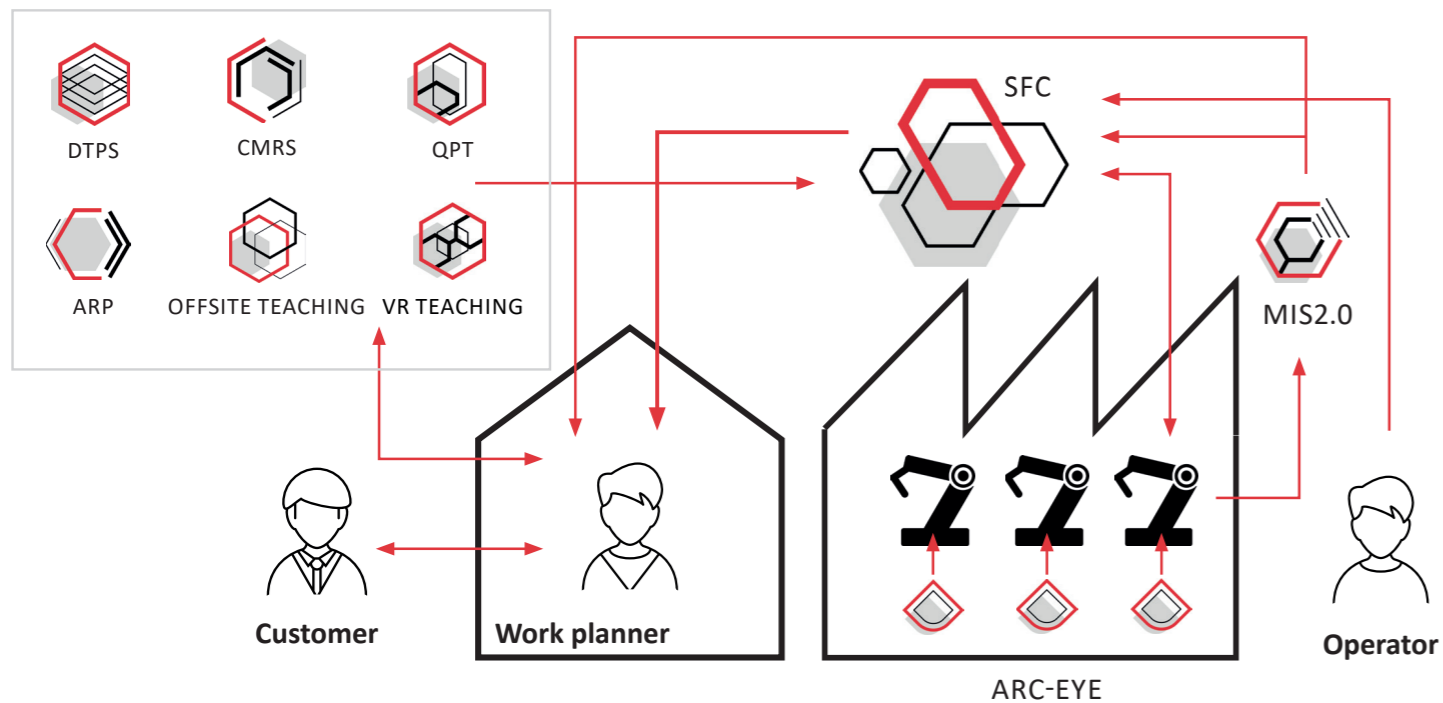 DTPS
CMRS
QPT
ARP
OFFSITE TEACHING
VR TEACHING
SFC
MIS2.0
Customer
Work planner
Operator
ARC-EYE